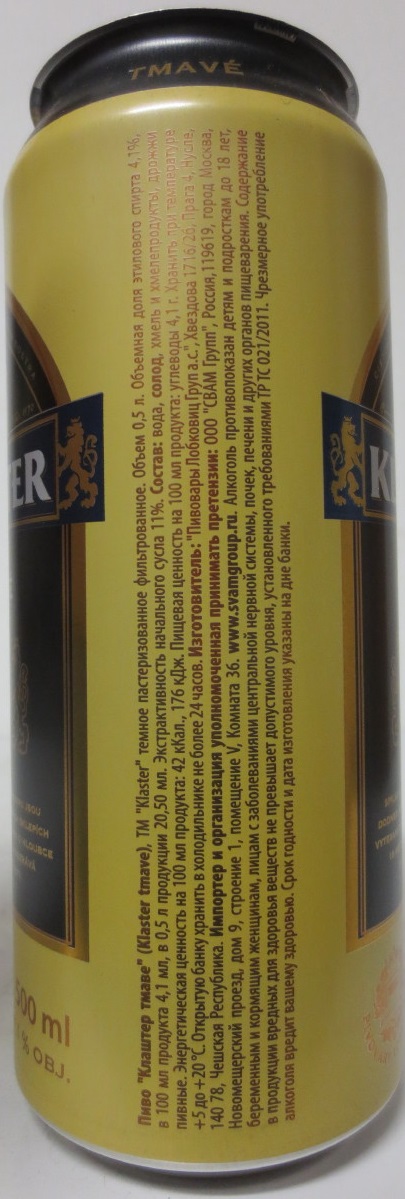 TMAVÉ
Пиво "Клаштер тмаве" (Klaster tmave), ТМ "Klaster" темное пастеризованное фильтрованное. Объем 0,5 л. Объемная доля этилового спирта 4,1%,
в 100 мл продукта 4,1 мл, в 0,5 л продукции 20,50 мл. Экстрактивность начального сусла 11%. Состав: вода, солод, хмель и хмелепродукты, дрожжи
пивные. Энергетическая ценность на 100 мл продукта: 42 кКал., 176 кДж. Пищевая ценность на 100 мл продукта: углеводы 4,1 г. Хранить при температуре
+5 до +20 °С. Открытую банку хранить в холодильнике не более 24 часов. Изготовитель: "Пивовары Лобковиц Груп а.с.", Хвездова 1716/2б, Прага 4, Нусле,
140 78, Чешская Республика. Импортер и организация уполномоченная принимать претензии: ООО "СВАМ Групп", Россия, 119619, город Москва,
Новомещерский проезд, дом 9, строение 1, помещение V, Комната 36. www.svamgroup.ru. Алкоголь противопоказан детям и подросткам до 18 лет,
беременным и кормящим женщинам, лицам с заболеваниями центральной нервной системы, почек, печени и других органов пищеварения. Содержание
в продукции вредных для здоровья веществ не превышает допустимого уровня, установленного требованиями ТР ТС 021/2011. Чрезмерное употребление
алкоголя вредит вашему здоровью. Срок годности и дата изготовления указаны на дне банки.
ER
K
500 ml
% OBJ.